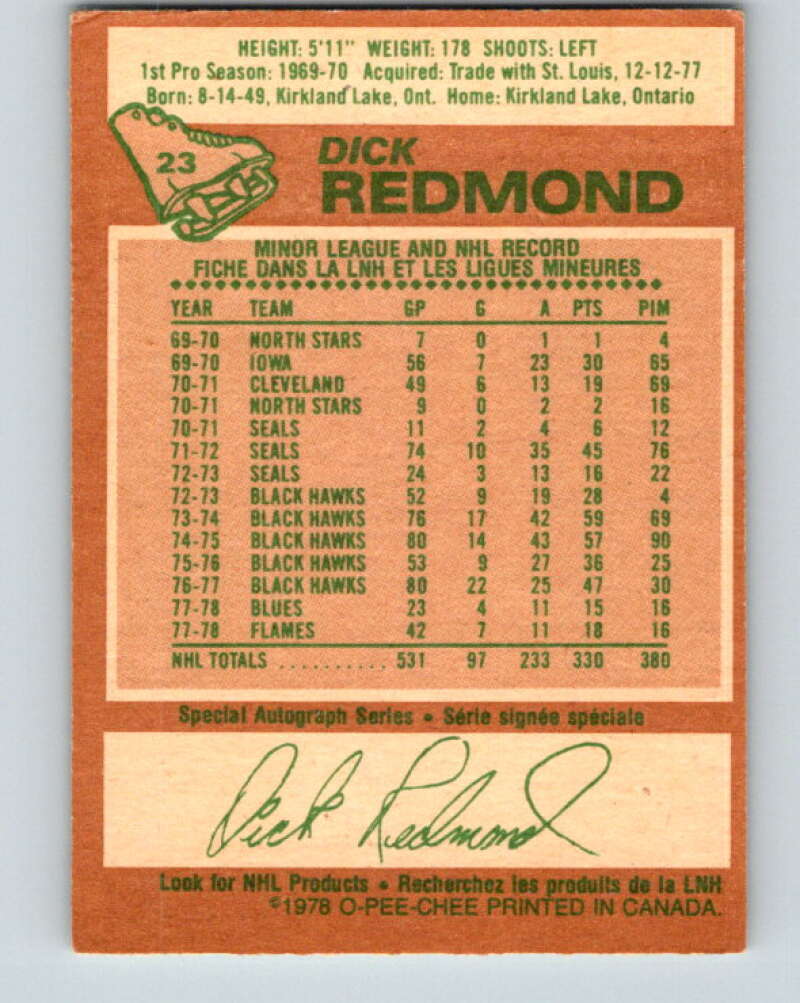 HEIGHT: 5'11" WEIGHT: 178 SHOOTS: LEFT
1st Pro Season: 1969-70 Acquired: Trade with St. Louis, 12-12-77
Born: 8-14-49, Kirkland Lake, Ont. Home: Kirkland Lake, Ontario
23
DICK
REDMOND
MINOR LEAGUE AND NHL RECORD
FICHE DANS LA LNH ET LES LIGUES MINEURES
YEAR TEAM GP G A PTS PIM
69-70 NORTH STARS 7 0 1 1 4
69-70 IOWA 56 7 23 30 65
70-71 CLEVELAND 49 6 13 19 69
70-71 NORTH STARS 9 0 2 2 16
70-71 SEALS 11 2 4 6 12
71-72 SEALS 74 10 35 45 76
72-73 SEALS 24 3 13 16 22
72-73 BLACK HAWKS 52 9 19 28 4
73-74 BLACK HAWKS 76 17 42 59 69
74-75 BLACK HAWKS 80 14 43 57 90
75-76 BLACK HAWKS 53 9 27 36 25
76-77 BLACK HAWKS 80 22 25 47 30
77-78 BLUES 23 4 11 15 16
77-78 FLAMES 42 7 11 18 16
NHL TOTALS .......... 531 97 233 330 380
Special Autograph Series • Série signée spéciale
Dick Redmond
Look for NHL Products • Recherchez les produits de la LNH
©1978 O-PEE-CHEE PRINTED IN CANADA.